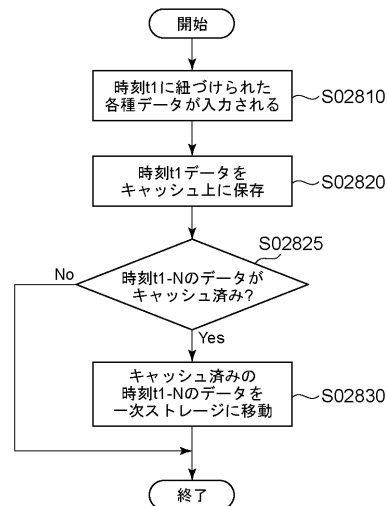 開始
時刻t1に紐づけられた
各種データが入力される
S02810
時刻t1データを
キャッシュ上に保存
S02820
S02825
時刻t1-Nのデータが
キャッシュ済み?
No
Yes
キャッシュ済みの
時刻t1-Nのデータを
一次ストレージに移動
S02830
終了